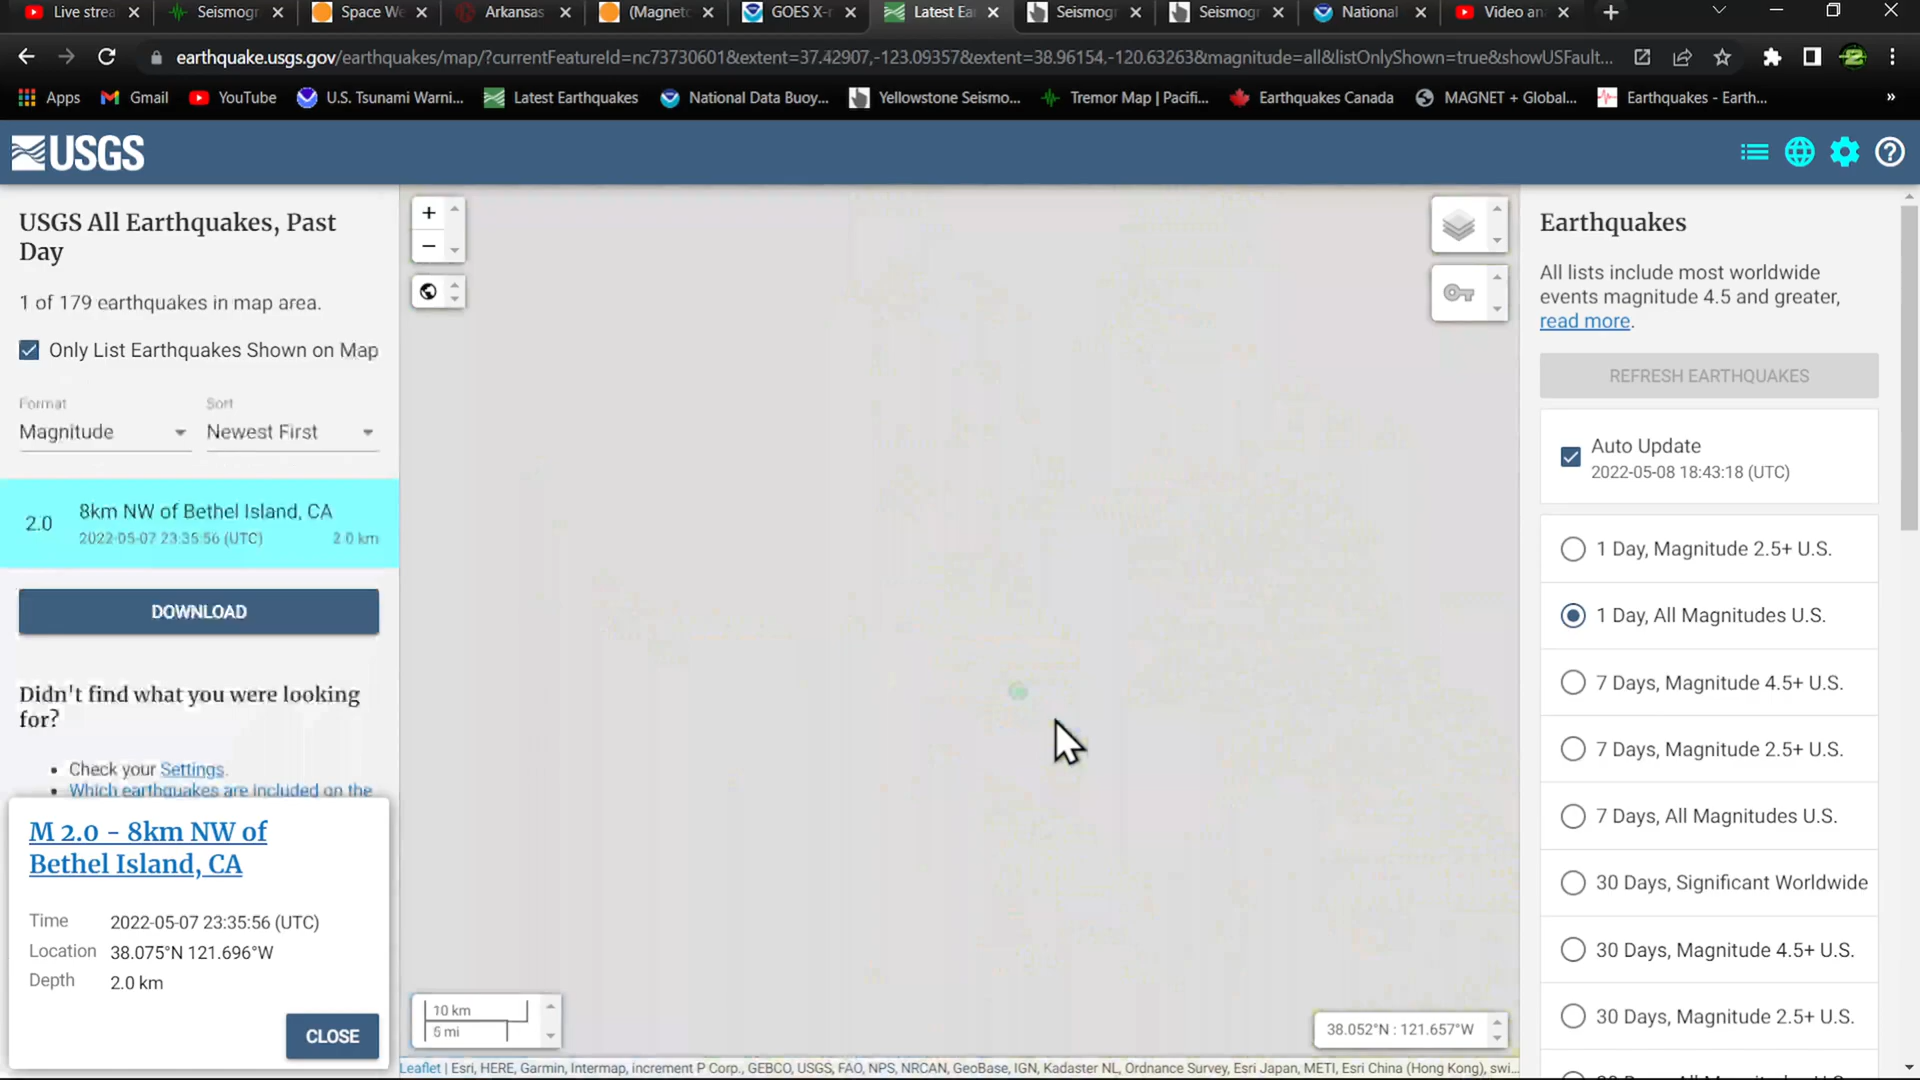 Live strea
Seismogr
Space We
Arkansas
(Magneto
GOES X-r
Latest Ea
Seismogr
Seismogr
National
Video an
earthquake.usgs.gov/earthquakes/map/?currentFeatureId=nc73730601&extent=37.42907,-123.09357&extent=38.96154,-120.63263&magnitude=all&listOnlyShown=true&showUSFault...
Apps
Gmail
YouTube
U.S. Tsunami Warni...
Latest Earthquakes
National Data Buoy...
Yellowstone Seismo...
Tremor Map | Pacifi...
Earthquakes Canada
MAGNET + Global...
Earthquakes - Earth...
»
USGS
USGS All Earthquakes, Past
Day
1 of 179 earthquakes in map area.
Only List Earthquakes Shown on Map
Format
Sort
Magnitude
Newest First
2.0
8km NW of Bethel Island, CA
2022-05-07 23:35:56 (UTC)
2.0 km
DOWNLOAD
Didn't find what you were looking
for?
• Check your Settings.
• Which earthquakes are included on the
M 2.0 - 8km NW of
Bethel Island, CA
Time
2022-05-07 23:35:56 (UTC)
Location
38.075°N 121.696°W
Depth
2.0 km
CLOSE
+
−
10 km
5 mi
38.052°N : 121.657°W
Leaflet | Esri, HERE, Garmin, Intermap, increment P Corp., GEBCO, USGS, FAO, NPS, NRCAN, GeoBase, IGN, Kadaster NL, Ordnance Survey, Esri Japan, METI, Esri China (Hong Kong), swi...
Earthquakes
All lists include most worldwide
events magnitude 4.5 and greater,
read more.
REFRESH EARTHQUAKES
Auto Update
2022-05-08 18:43:18 (UTC)
1 Day, Magnitude 2.5+ U.S.
1 Day, All Magnitudes U.S.
7 Days, Magnitude 4.5+ U.S.
7 Days, Magnitude 2.5+ U.S.
7 Days, All Magnitudes U.S.
30 Days, Significant Worldwide
30 Days, Magnitude 4.5+ U.S.
30 Days, Magnitude 2.5+ U.S.